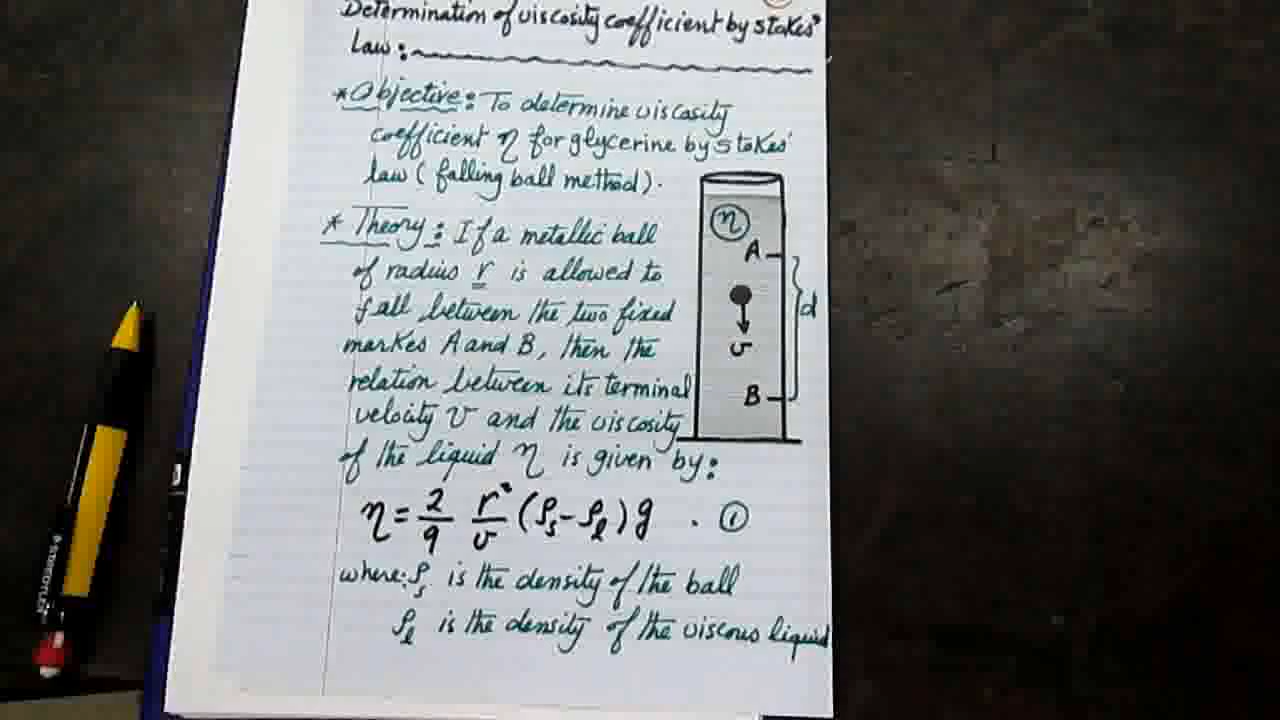 Determination of viscosity coefficient by stokes'
Law:
*Objective: To determine viscosity
coefficient η for glycerine by stokes'
law ( falling ball method ).
* Theory: If a metallic ball
of radius r is allowed to
fall between the two fixed
markes A and B, then the
relation between its terminal
velocity v and the viscosity
of the liquid η is given by:
η = 2/9 r²/v (ρs - ρl) g . ①
where: ρs is the density of the ball
ρl is the density of the viscous liquid
η
A
d
v
B
STAEDTLER